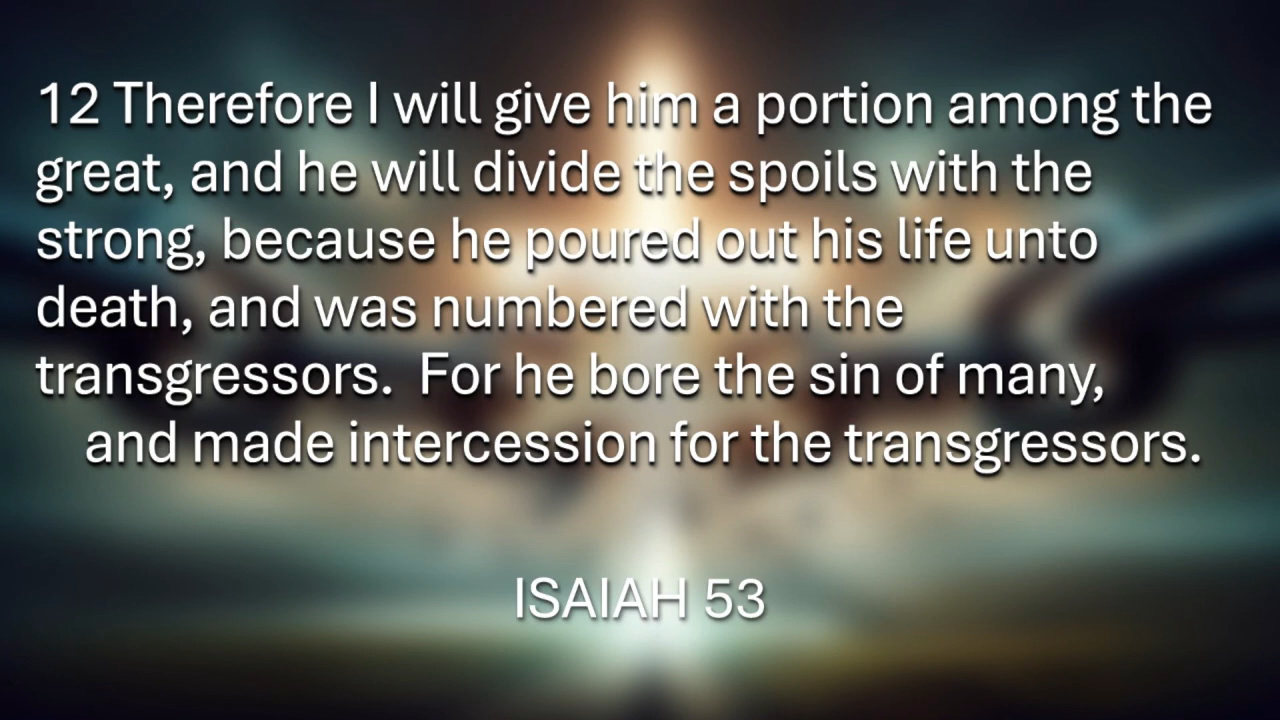 12 Therefore I will give him a portion among the
great, and he will divide the spoils with the
strong, because he poured out his life unto
death, and was numbered with the
transgressors.  For he bore the sin of many,
and made intercession for the transgressors.
ISAIAH 53